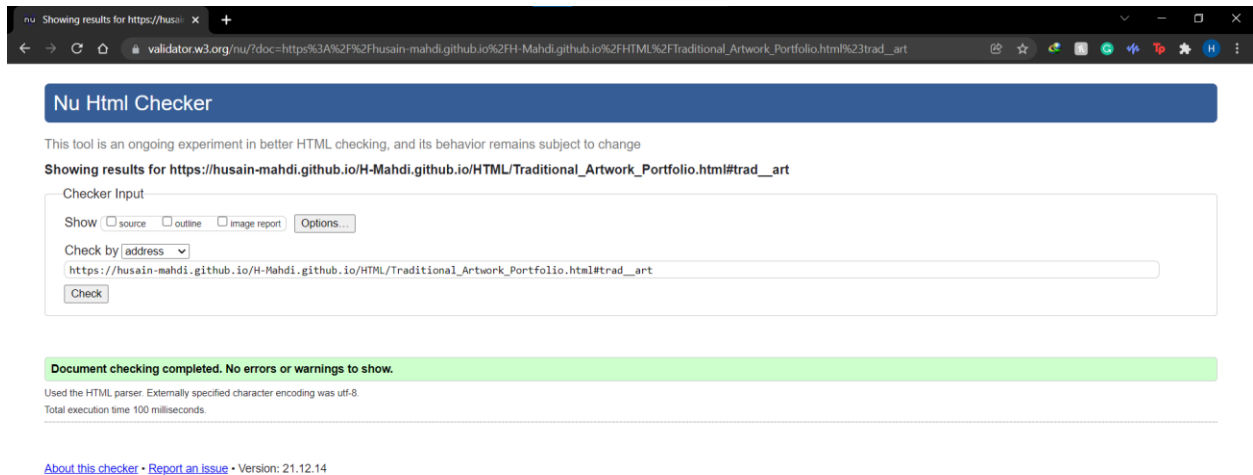 nu Showing results for https://husai
validator.w3.org/nu/?doc=https%3A%2F%2Fhusain-mahdi.github.io%2FH-Mahdi.github.io%2FHTML%2FTraditional_Artwork_Portfolio.html%23trad__art
Tp H
Nu Html Checker
This tool is an ongoing experiment in better HTML checking, and its behavior remains subject to change
Showing results for https://husain-mahdi.github.io/H-Mahdi.github.io/HTML/Traditional_Artwork_Portfolio.html#trad__art
Checker Input
Show source outline image report Options...
Check by address
https://husain-mahdi.github.io/H-Mahdi.github.io/HTML/Traditional_Artwork_Portfolio.html#trad__art
Check
Document checking completed. No errors or warnings to show.
Used the HTML parser. Externally specified character encoding was utf-8.
Total execution time 100 milliseconds.
About this checker • Report an issue • Version: 21.12.14